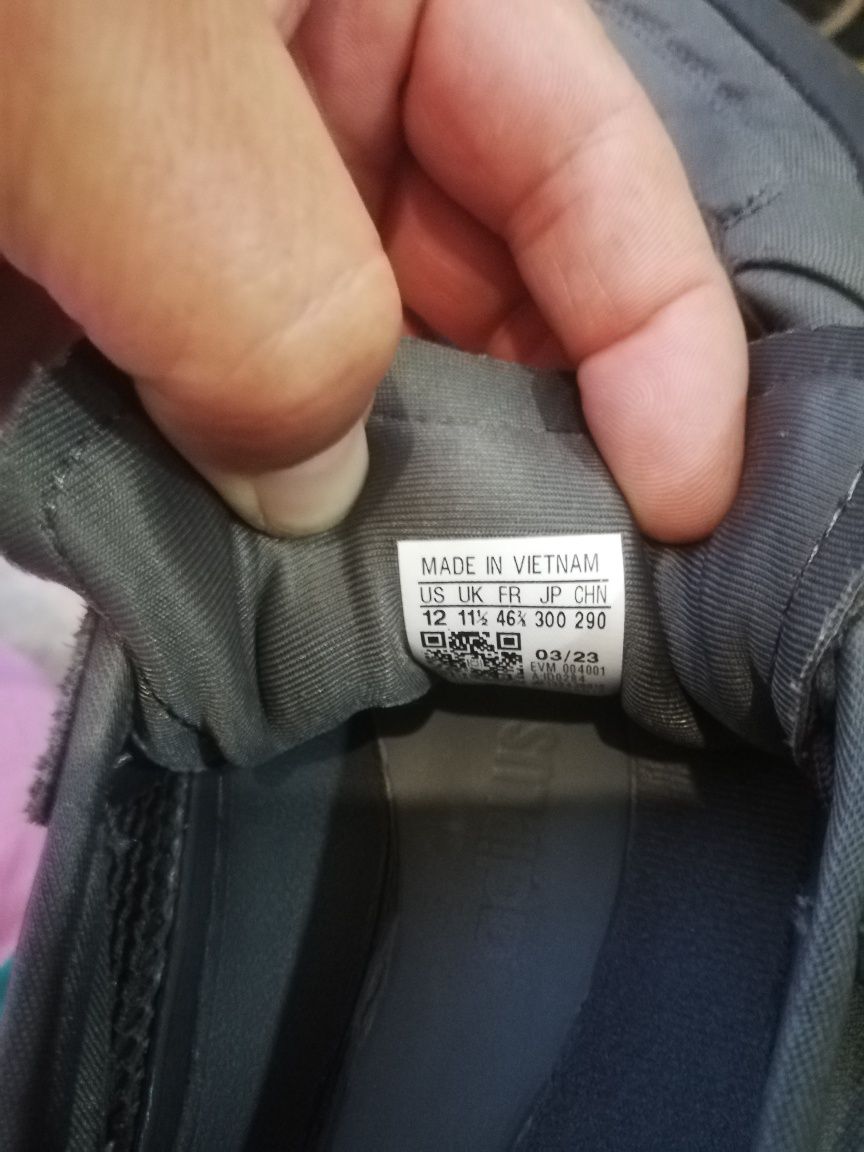 MADE IN VIETNAM
US UK FR JP CHN
12 11½ 46⅔ 300 290
03/23
EVM 004001